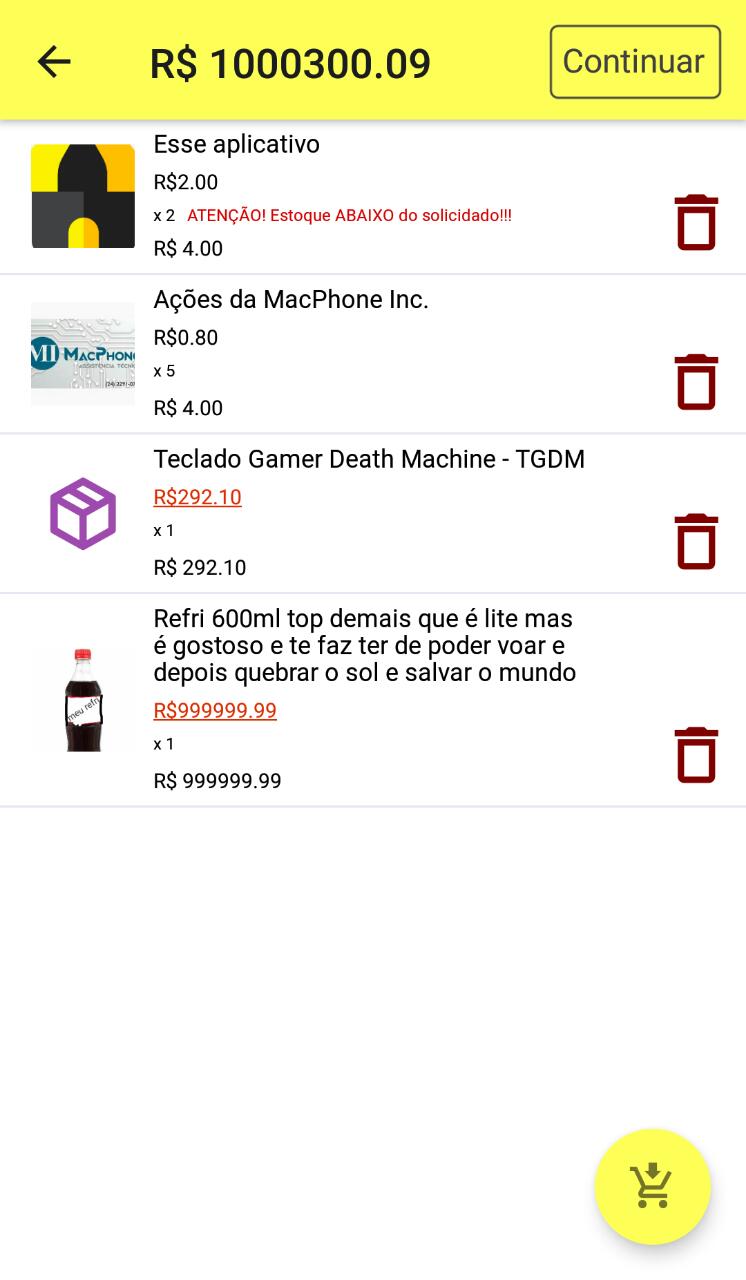 R$ 1000300.09
Continuar
Esse aplicativo
R$2.00
x 2 ATENÇÃO! Estoque ABAIXO do solicidado!!!
R$ 4.00
Ações da MacPhone Inc.
R$0.80
x 5
R$ 4.00
MI MACPHON
ASSISTÊNCIA TÉCNI
Teclado Gamer Death Machine - TGDM
R$292.10
x 1
R$ 292.10
Refri 600ml top demais que é lite mas
é gostoso e te faz ter de poder voar e
depois quebrar o sol e salvar o mundo
R$999999.99
x 1
R$ 999999.99
meu refri